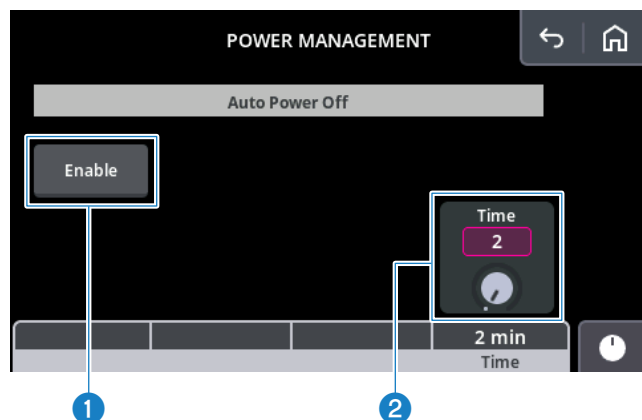 POWER MANAGEMENT
Auto Power Off
Enable
Time
2
2 min
Time
1
2